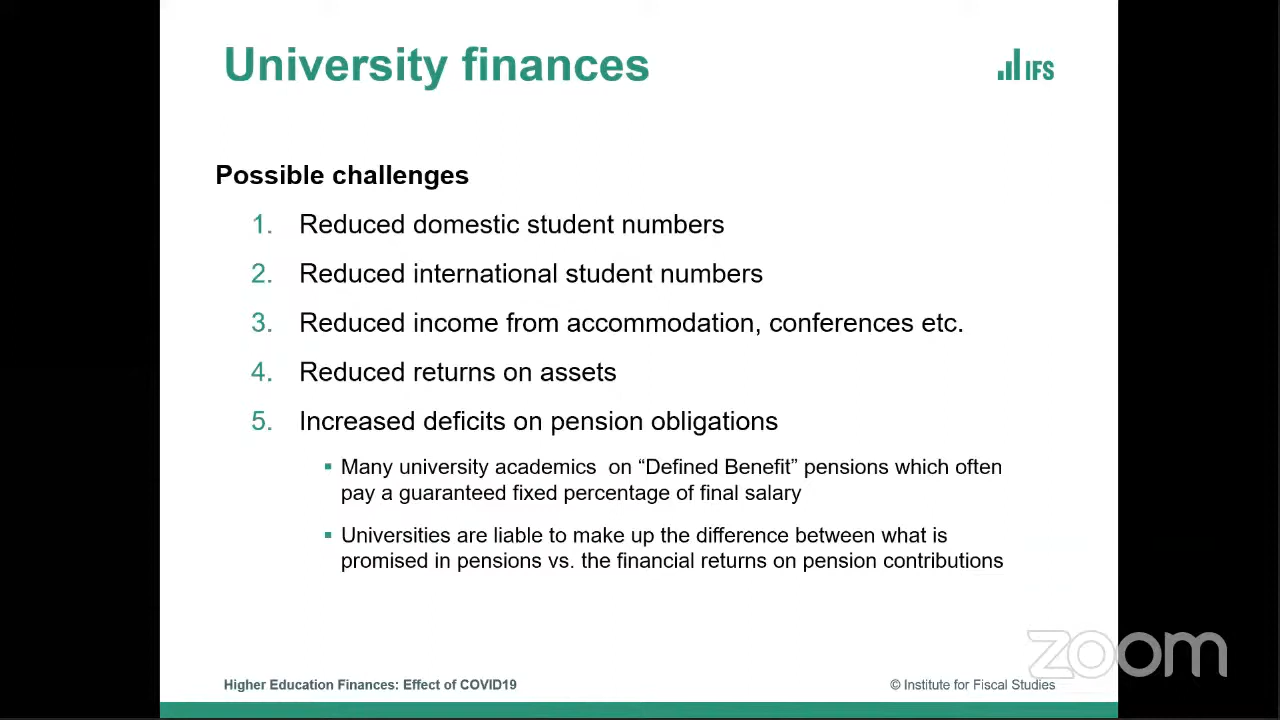 University finances
IFS
Possible challenges
1. Reduced domestic student numbers
2. Reduced international student numbers
3. Reduced income from accommodation, conferences etc.
4. Reduced returns on assets
5. Increased deficits on pension obligations
▪ Many university academics on “Defined Benefit” pensions which often
pay a guaranteed fixed percentage of final salary
▪ Universities are liable to make up the difference between what is
promised in pensions vs. the financial returns on pension contributions
zoom
Higher Education Finances: Effect of COVID19
© Institute for Fiscal Studies